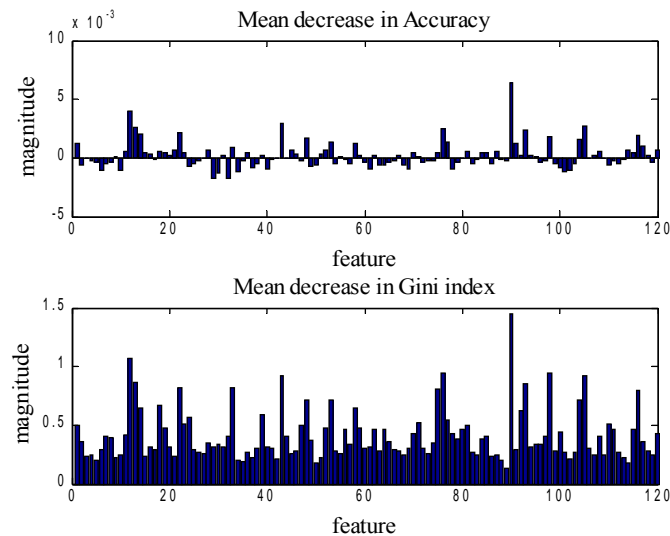 Mean decrease in Accuracy
x 10^-3
10
5
0
-5
magnitude
0 20 40 60 80 100 120
feature
Mean decrease in Gini index
1.5
1
0.5
0
magnitude
0 20 40 60 80 100 120
feature